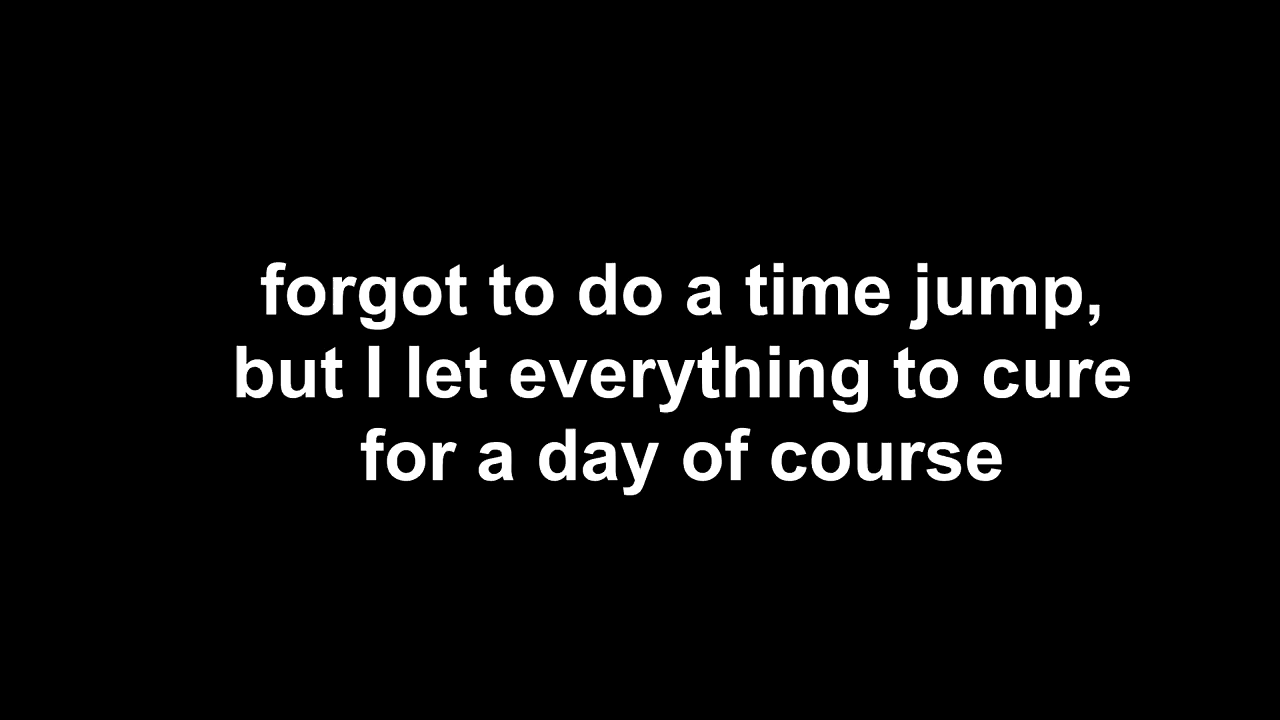 forgot to do a time jump,
but I let everything to cure
for a day of course